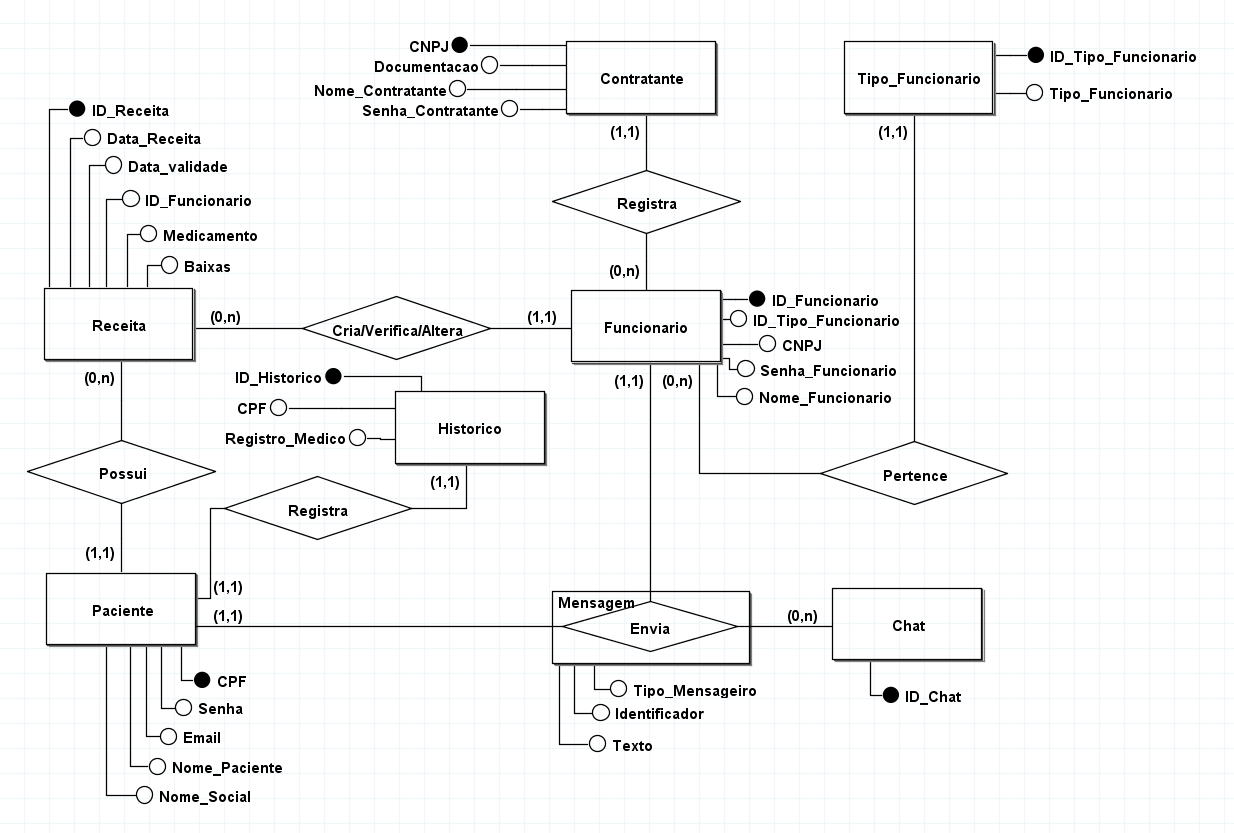 CNPJ
Documentacao
Nome_Contratante
Senha_Contratante
Contratante
(1,1)
Tipo_Funcionario
ID_Tipo_Funcionario
Tipo_Funcionario
(1,1)
ID_Receita
Data_Receita
Data_validade
ID_Funcionario
Medicamento
Baixas
Registra
(0,n)
Receita
(0,n)
Cria/Verifica/Altera
(1,1)
Funcionario
ID_Funcionario
ID_Tipo_Funcionario
CNPJ
Senha_Funcionario
Nome_Funcionario
(0,n)
(1,1)
(0,n)
ID_Historico
CPF
Registro_Medico
Historico
(1,1)
Possui
Registra
Pertence
(1,1)
(1,1)
(1,1)
Paciente
Mensagem
Envia
(0,n)
Chat
CPF
Senha
Email
Nome_Paciente
Nome_Social
Tipo_Mensageiro
Identificador
Texto
ID_Chat